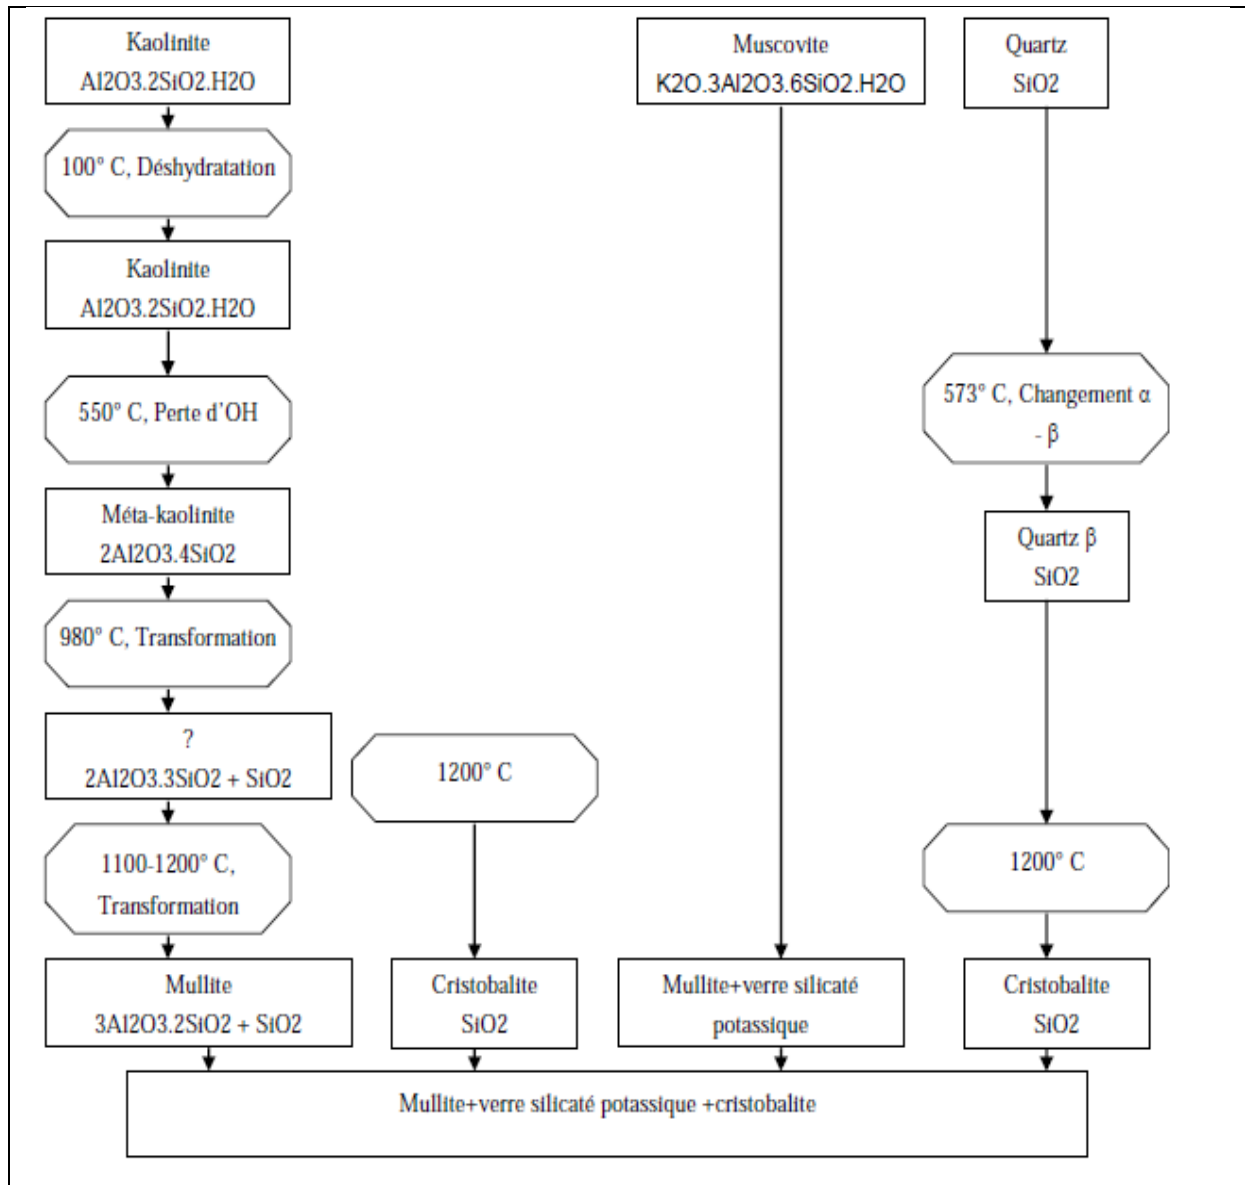 Kaolinite
Al2O3.2SiO2.H2O
100° C, Déshydratation
Kaolinite
Al2O3.2SiO2.H2O
550° C, Perte d'OH
Méta-kaolinite
2Al2O3.4SiO2
980° C, Transformation
?
2Al2O3.3SiO2 + SiO2
1100-1200° C,
Transformation
Mullite
3Al2O3.2SiO2 + SiO2
1200° C
Cristobalite
SiO2
Muscovite
K2O.3Al2O3.6SiO2.H2O
Mullite+verre silicaté
potassique
Quartz
SiO2
573° C, Changement α
- β
Quartz β
SiO2
1200° C
Cristobalite
SiO2
Mullite+verre silicaté potassique +cristobalite